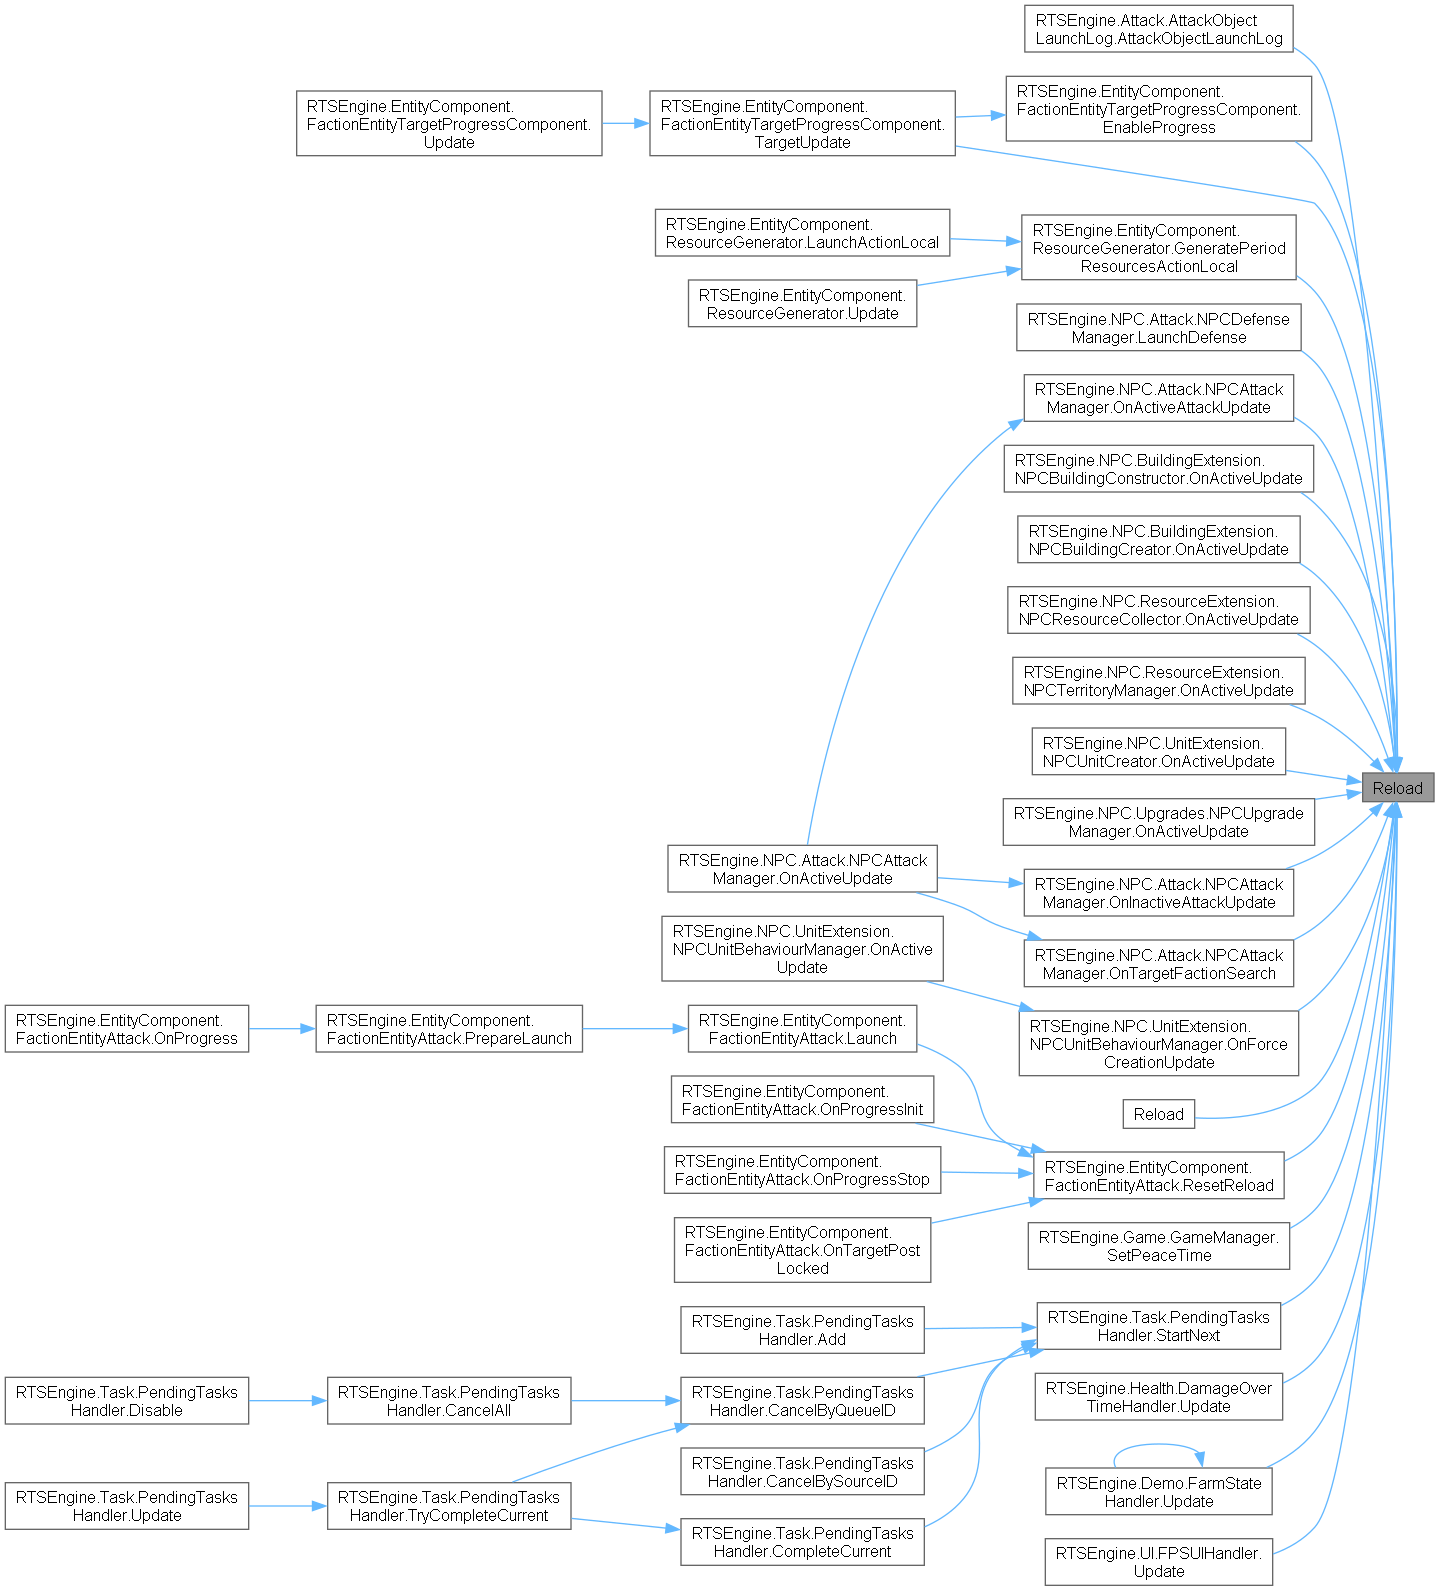 RTSEngine.Attack.AttackObject
LaunchLog.AttackObjectLaunchLog
RTSEngine.EntityComponent.
FactionEntityTargetProgressComponent.
Update
RTSEngine.EntityComponent.
FactionEntityTargetProgressComponent.
TargetUpdate
RTSEngine.EntityComponent.
FactionEntityTargetProgressComponent.
EnableProgress
RTSEngine.EntityComponent.
ResourceGenerator.LaunchActionLocal
RTSEngine.EntityComponent.
ResourceGenerator.GeneratePeriod
ResourcesActionLocal
RTSEngine.EntityComponent.
ResourceGenerator.Update
RTSEngine.NPC.Attack.NPCDefense
Manager.LaunchDefense
RTSEngine.NPC.Attack.NPCAttack
Manager.OnActiveAttackUpdate
RTSEngine.NPC.BuildingExtension.
NPCBuildingConstructor.OnActiveUpdate
RTSEngine.NPC.BuildingExtension.
NPCBuildingCreator.OnActiveUpdate
RTSEngine.NPC.ResourceExtension.
NPCResourceCollector.OnActiveUpdate
RTSEngine.NPC.ResourceExtension.
NPCTerritoryManager.OnActiveUpdate
RTSEngine.NPC.UnitExtension.
NPCUnitCreator.OnActiveUpdate
Reload
RTSEngine.NPC.Upgrades.NPCUpgrade
Manager.OnActiveUpdate
RTSEngine.NPC.Attack.NPCAttack
Manager.OnActiveUpdate
RTSEngine.NPC.Attack.NPCAttack
Manager.OnInactiveAttackUpdate
RTSEngine.NPC.UnitExtension.
NPCUnitBehaviourManager.OnActive
Update
RTSEngine.NPC.Attack.NPCAttack
Manager.OnTargetFactionSearch
RTSEngine.EntityComponent.
FactionEntityAttack.OnProgress
RTSEngine.EntityComponent.
FactionEntityAttack.PrepareLaunch
RTSEngine.EntityComponent.
FactionEntityAttack.Launch
RTSEngine.NPC.UnitExtension.
NPCUnitBehaviourManager.OnForce
CreationUpdate
RTSEngine.EntityComponent.
FactionEntityAttack.OnProgressInit
Reload
RTSEngine.EntityComponent.
FactionEntityAttack.OnProgressStop
RTSEngine.EntityComponent.
FactionEntityAttack.ResetReload
RTSEngine.EntityComponent.
FactionEntityAttack.OnTargetPost
Locked
RTSEngine.Game.GameManager.
SetPeaceTime
RTSEngine.Task.PendingTasks
Handler.Add
RTSEngine.Task.PendingTasks
Handler.StartNext
RTSEngine.Task.PendingTasks
Handler.Disable
RTSEngine.Task.PendingTasks
Handler.CancelAll
RTSEngine.Task.PendingTasks
Handler.CancelByQueueID
RTSEngine.Health.DamageOver
TimeHandler.Update
RTSEngine.Task.PendingTasks
Handler.CancelBySourceID
RTSEngine.Demo.FarmState
Handler.Update
RTSEngine.Task.PendingTasks
Handler.Update
RTSEngine.Task.PendingTasks
Handler.TryCompleteCurrent
RTSEngine.Task.PendingTasks
Handler.CompleteCurrent
RTSEngine.UI.FPSUIHandler.
Update